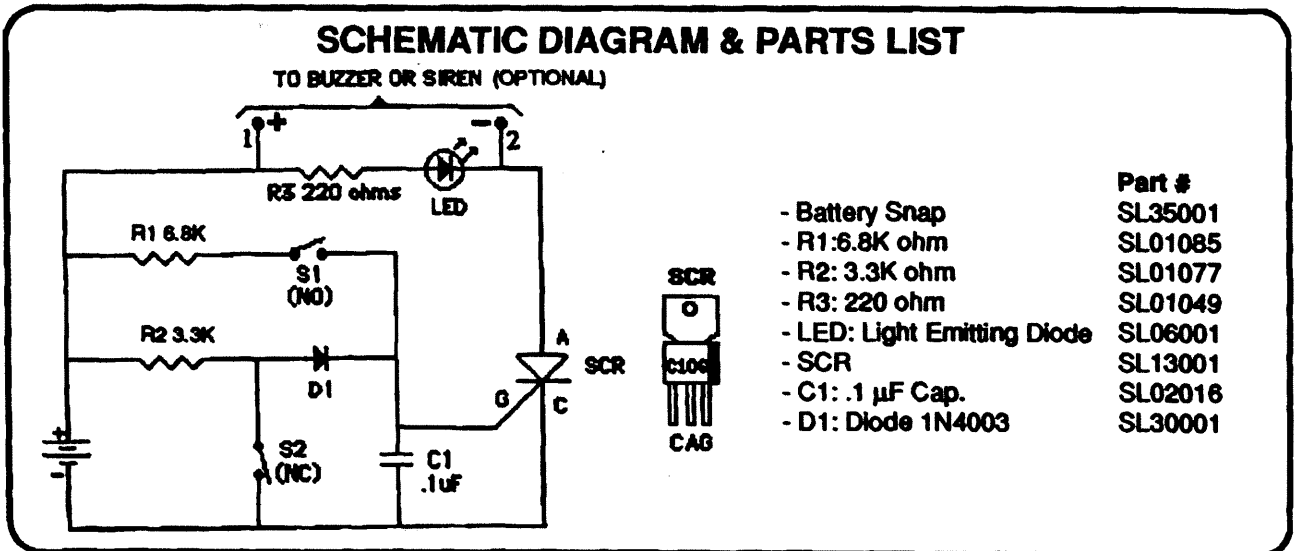 SCHEMATIC DIAGRAM & PARTS LIST
TO BUZZER OR SIREN (OPTIONAL)
1 + - 2
R3 220 ohms
LED
R1 6.8K
S1
(NO)
R2 3.3K
D1
A
SCR
G
C
+
-
S2
(NC)
C1
.1uF
SCR
C106
CAG
Part #
- Battery Snap SL35001
- R1:6.8K ohm SL01085
- R2: 3.3K ohm SL01077
- R3: 220 ohm SL01049
- LED: Light Emitting Diode SL06001
- SCR SL13001
- C1: .1 µF Cap. SL02016
- D1: Diode 1N4003 SL30001